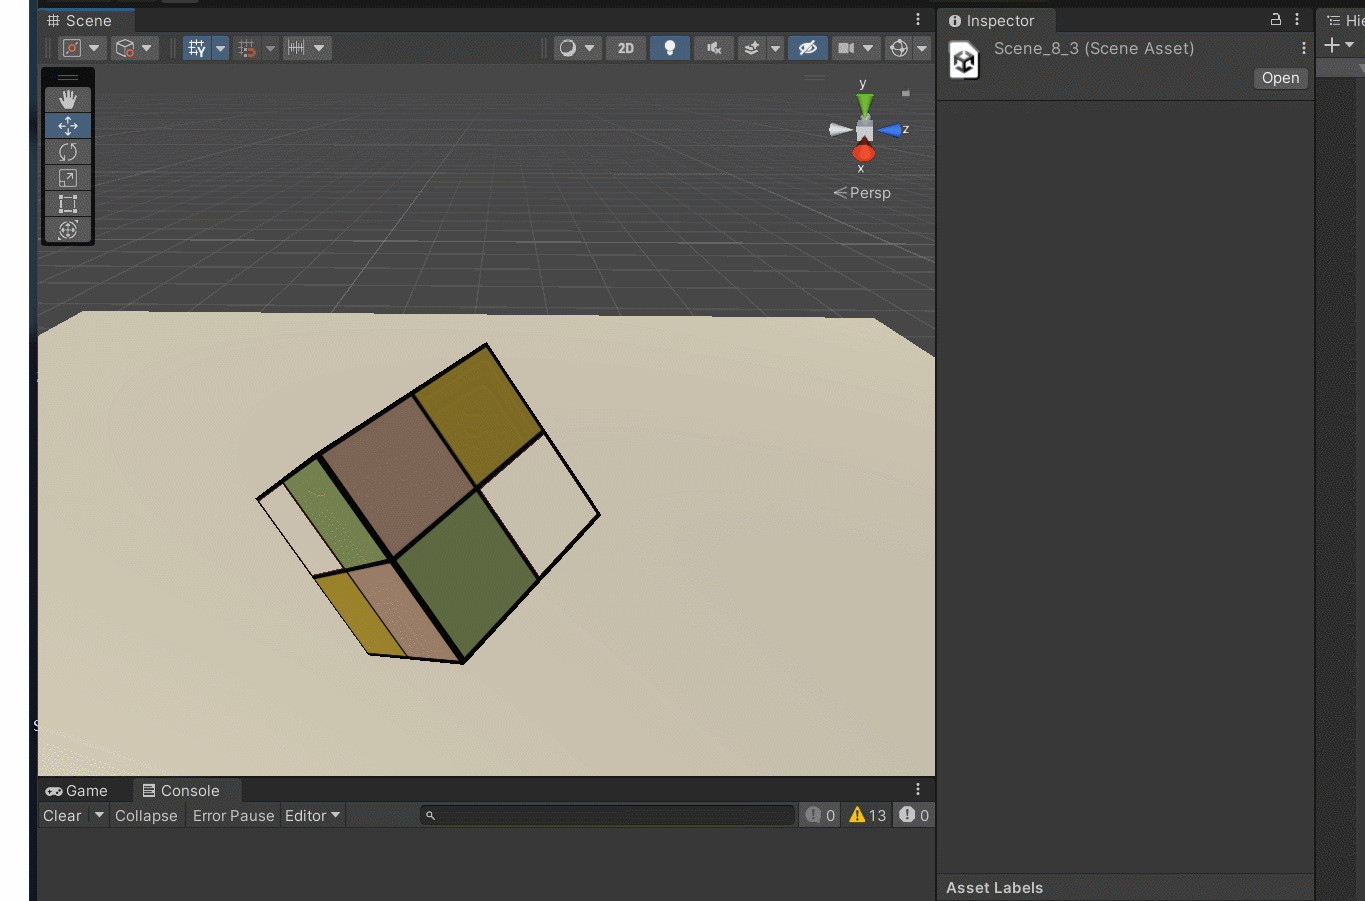 Scene
Inspector
Hie
2D
Scene_8_3 (Scene Asset)
Open
y
z
x
Persp
S
Game
Console
Clear
Collapse
Error Pause
Editor
0
13
0
Asset Labels